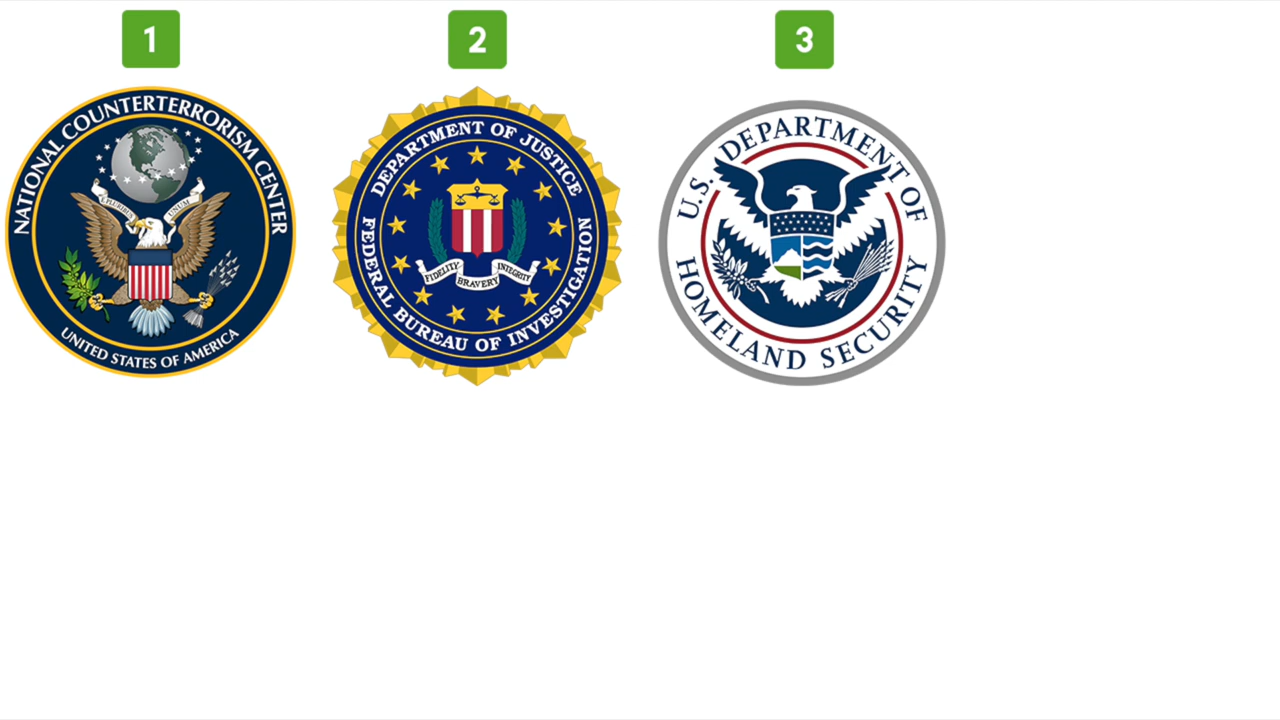 1
2
3
NATIONAL COUNTERTERRORISM CENTER
E PLURIBUS UNUM
UNITED STATES OF AMERICA
DEPARTMENT OF JUSTICE
FIDELITY BRAVERY INTEGRITY
FEDERAL BUREAU OF INVESTIGATION
U.S. DEPARTMENT OF
HOMELAND SECURITY